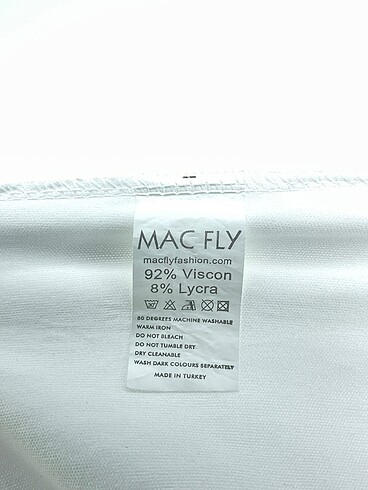 MAC FLY
macflyfashion.com
92% Viscon
8% Lycra
80 DEGREES MACHINE WASHABLE
WARM IRON
DO NOT BLEACH
DO NOT TUMBLE DRY
DRY CLEANABLE
WASH DARK COLOURS SEPARATELY
MADE IN TURKEY